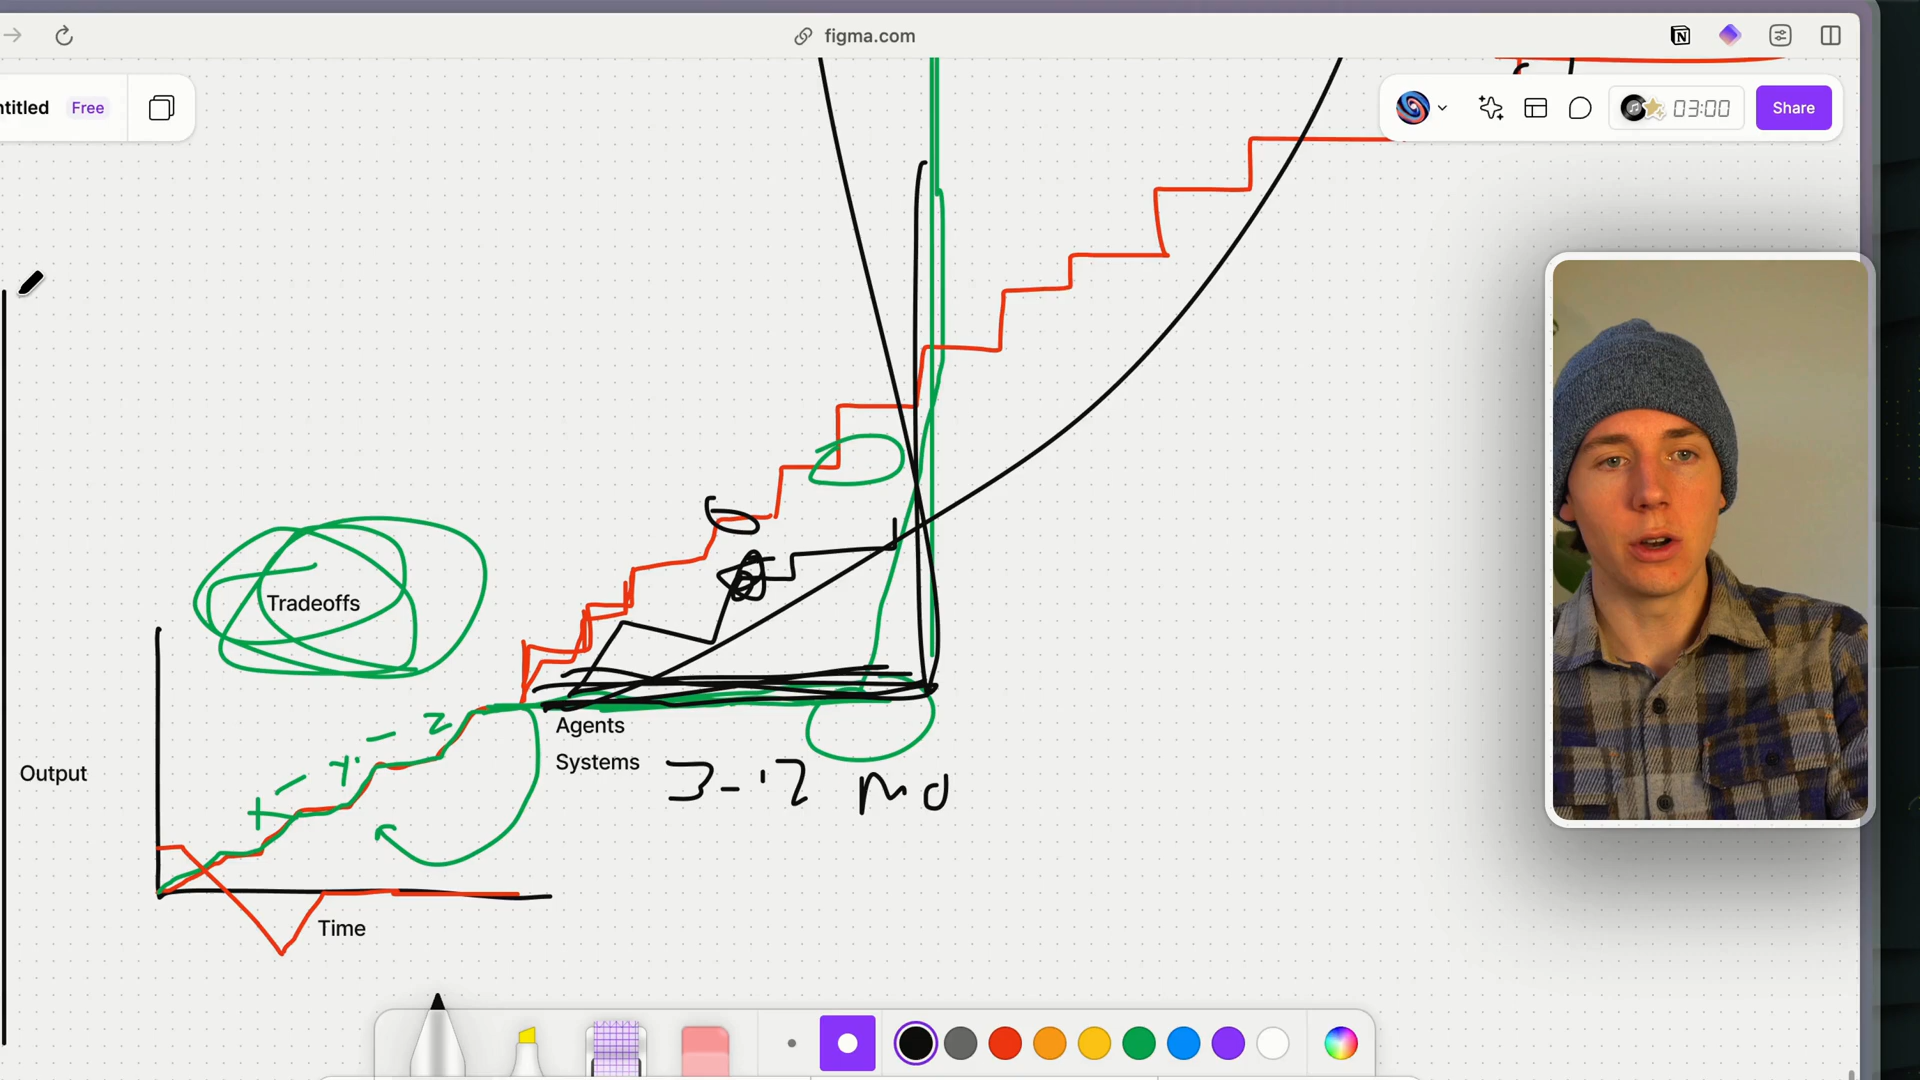 figma.com
ntitled Free
03:00 Share
Tradeoffs
+ - Y - Z
Agents
Systems
3-12 mo
Output
Time